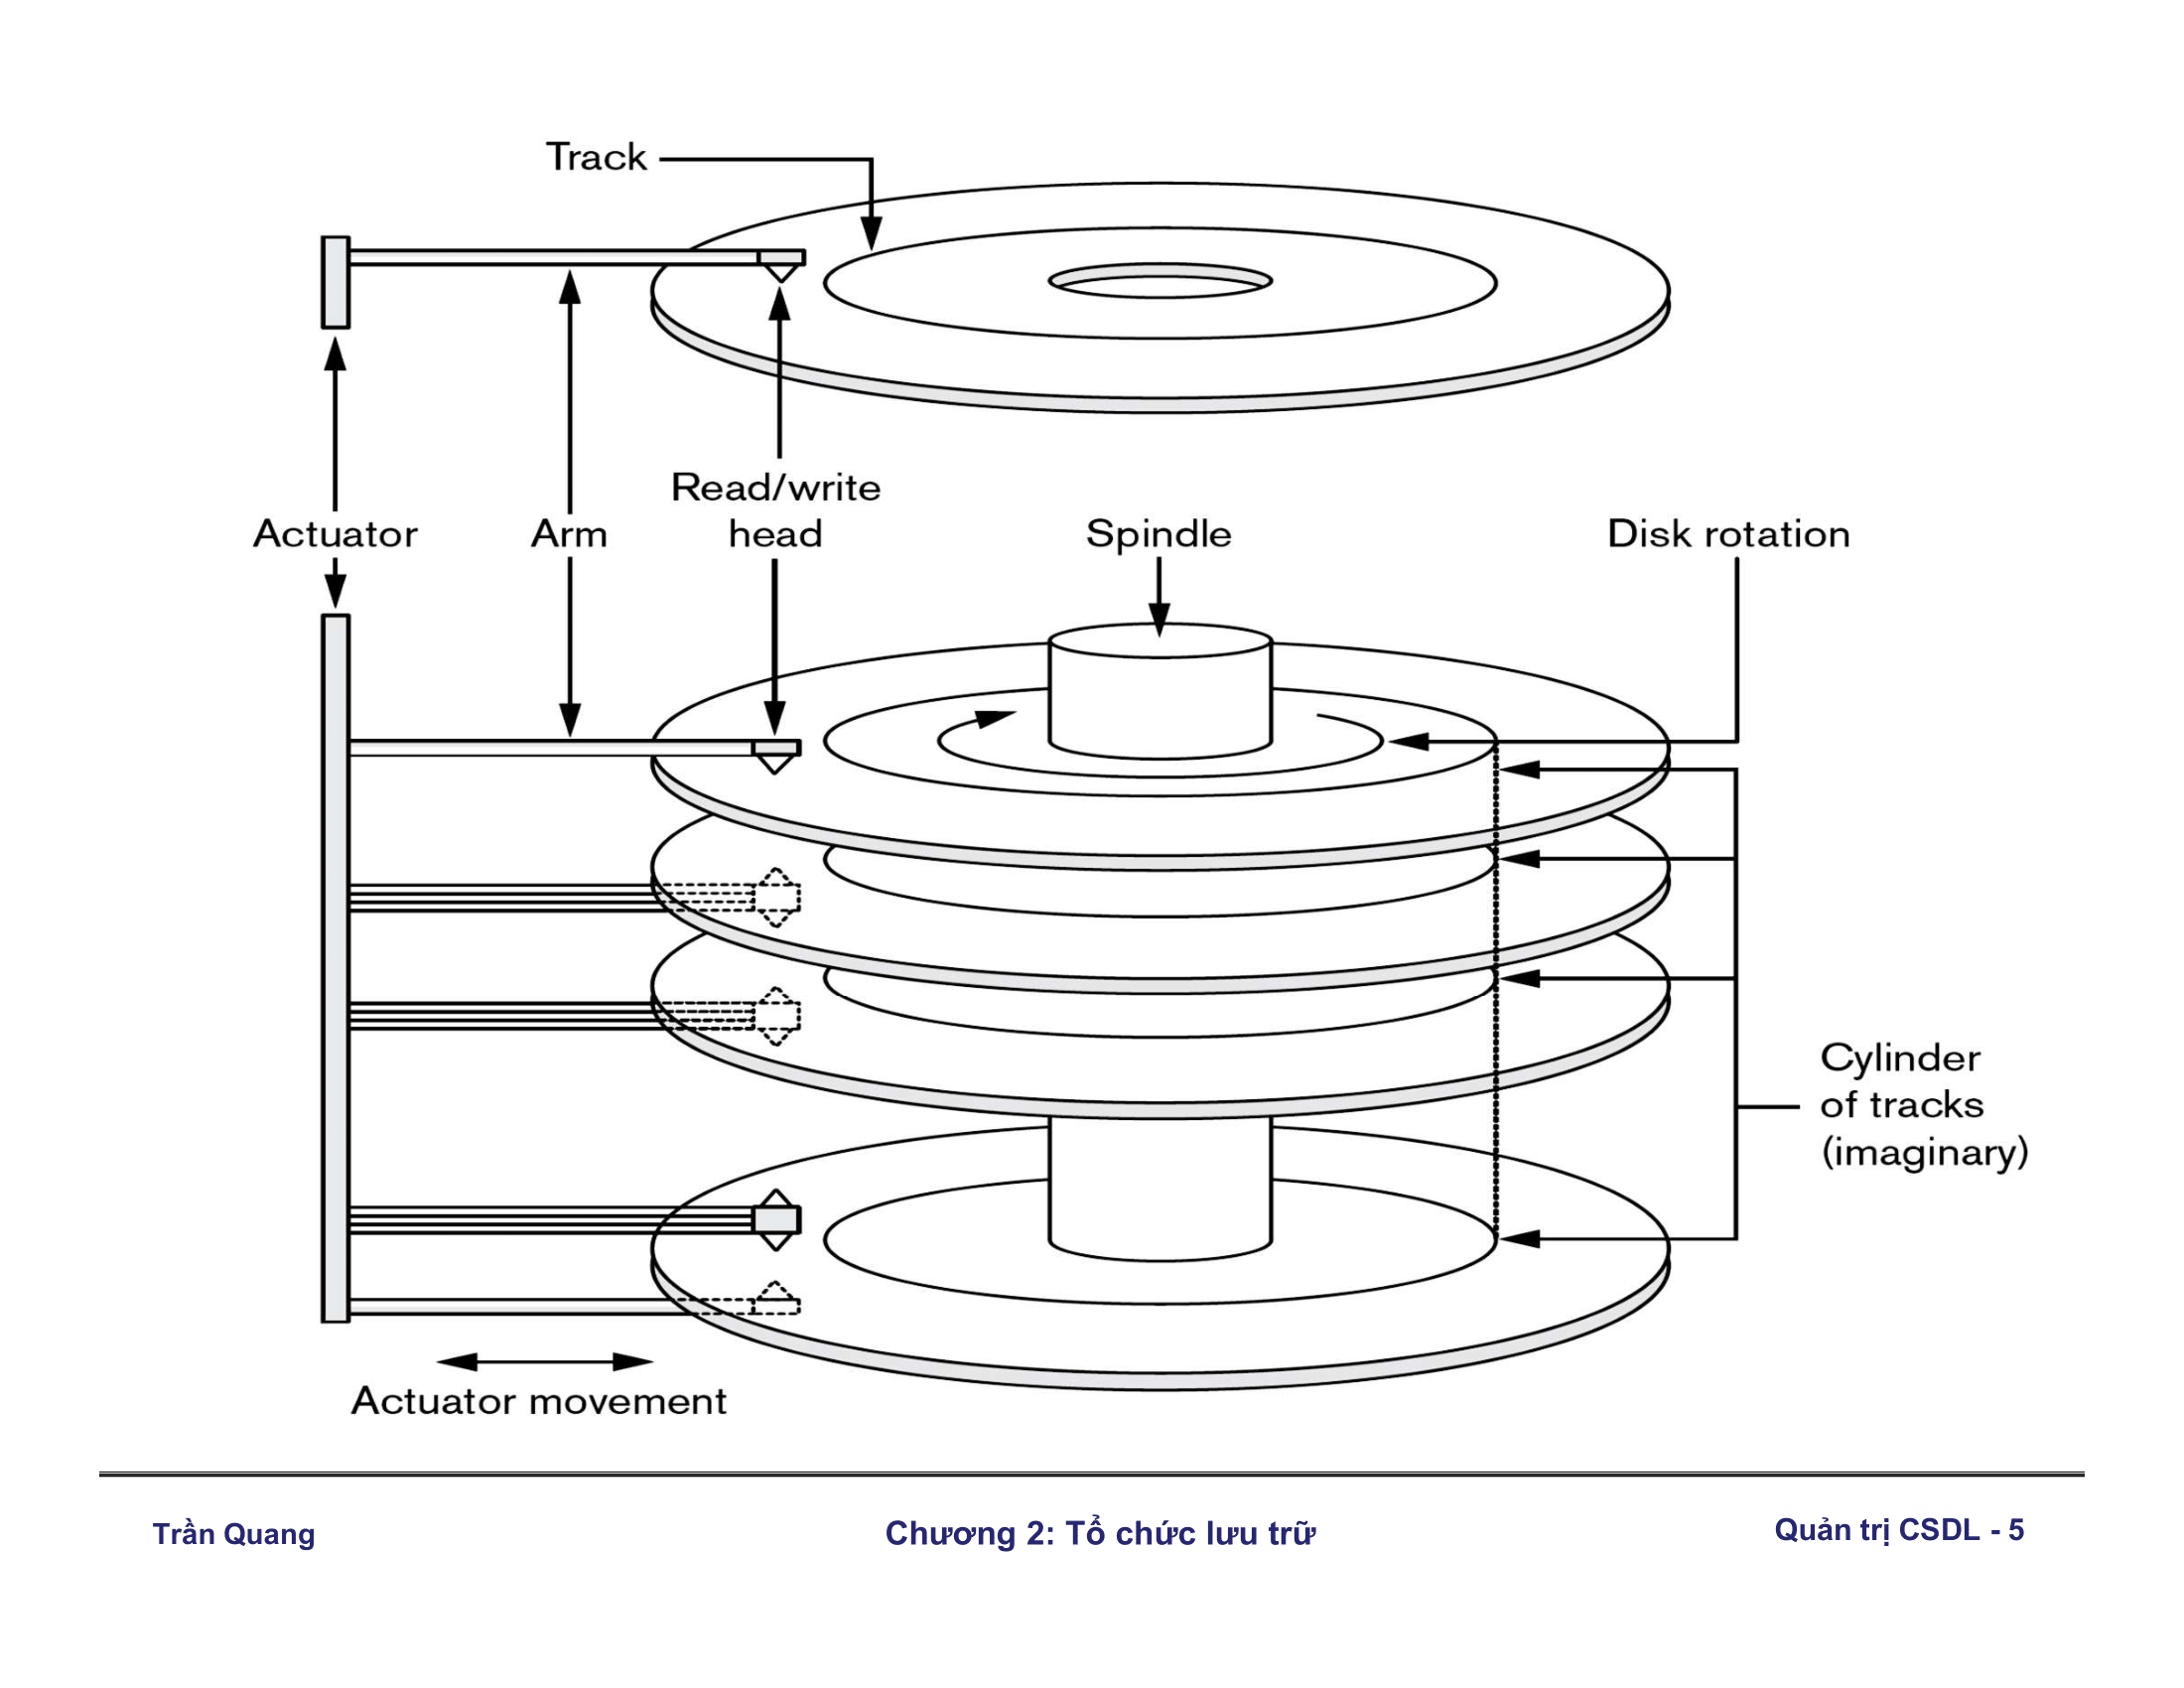 Track
Read/write
Actuator
Arm
head
Spindle
Disk rotation
Cylinder
of tracks
(imaginary)
Actuator movement
Trần Quang
Chương 2: Tổ chức lưu trữ
Quản trị CSDL - 5